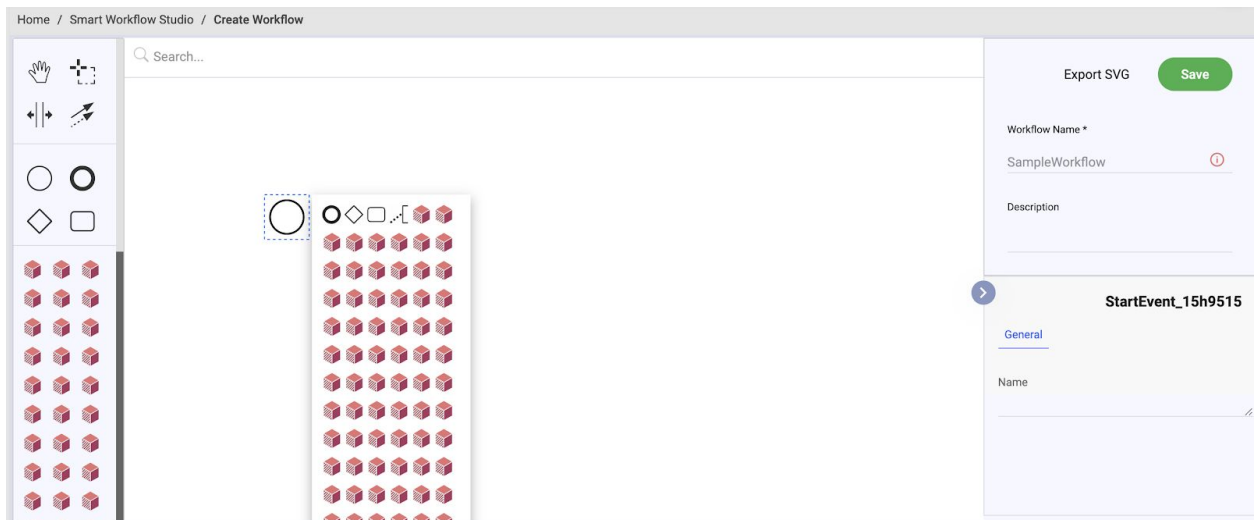 Home / Smart Workflow Studio / Create Workflow
Search...
Export SVG
Save
Workflow Name *
SampleWorkflow
Description
StartEvent_15h9515
General
Name